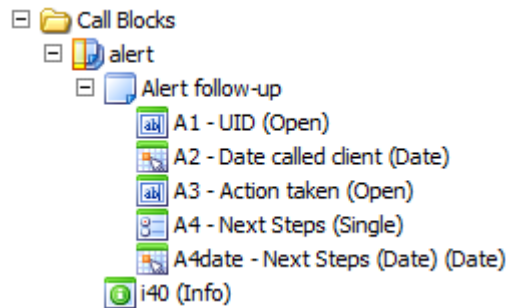 Call Blocks
alert
Alert follow-up
A1 - UID (Open)
A2 - Date called client (Date)
A3 - Action taken (Open)
A4 - Next Steps (Single)
A4date - Next Steps (Date) (Date)
i40 (Info)